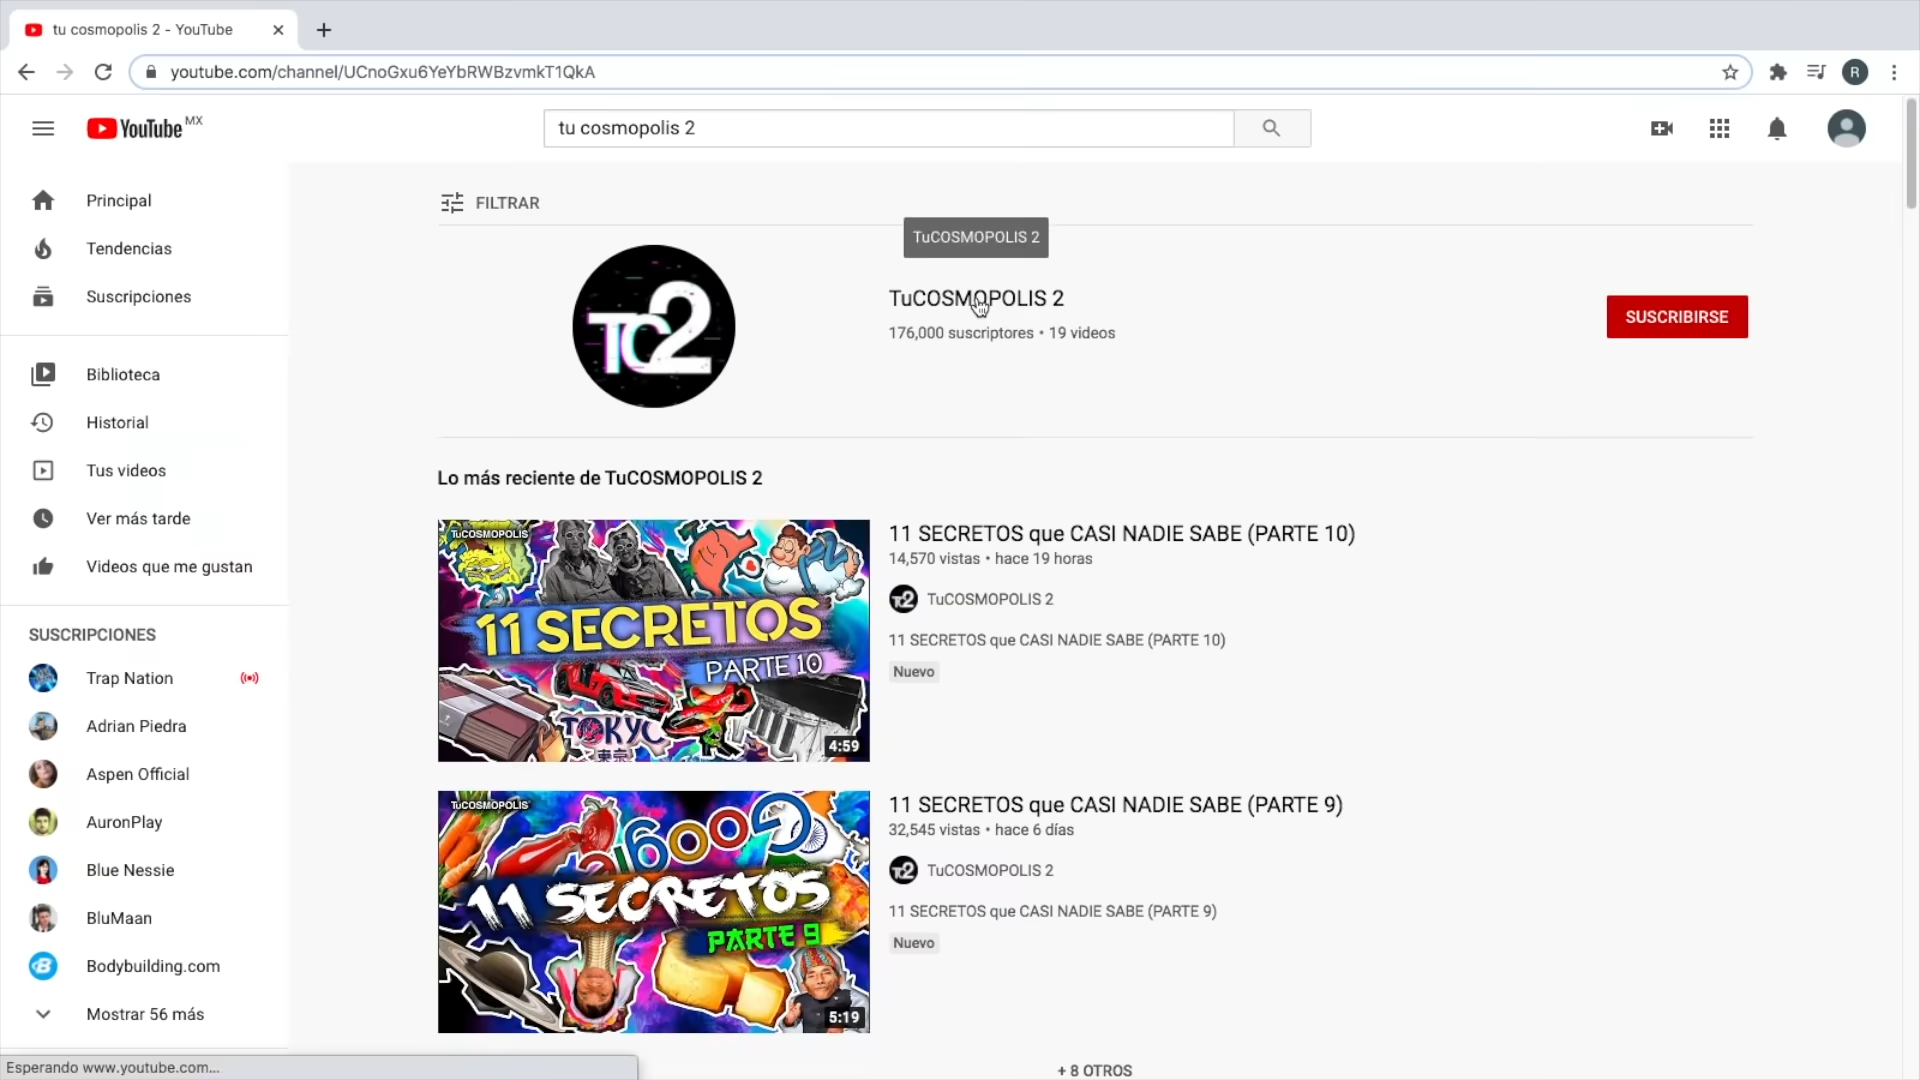 tu cosmopolis 2 - YouTube
youtube.com/channel/UCnoGxu6YeYbRWBzvmkT1QkA
R
YouTube MX
tu cosmopolis 2
Principal
Tendencias
Suscripciones
Biblioteca
Historial
Tus videos
Ver más tarde
Videos que me gustan
SUSCRIPCIONES
Trap Nation
Adrian Piedra
Aspen Official
AuronPlay
Blue Nessie
BluMaan
Bodybuilding.com
Mostrar 56 más
Esperando www.youtube.com...
FILTRAR
TuCOSMOPOLIS 2
TC2
TuCOSMOPOLIS 2
176,000 suscriptores • 19 videos
SUSCRIBIRSE
Lo más reciente de TuCOSMOPOLIS 2
TuCOSMOPOLIS
11 SECRETOS
PARTE 10
TOKYO
東京
4:59
11 SECRETOS que CASI NADIE SABE (PARTE 10)
14,570 vistas • hace 19 horas
TC2 TuCOSMOPOLIS 2
11 SECRETOS que CASI NADIE SABE (PARTE 10)
Nuevo
TuCOSMOPOLIS
Google
11 SECRETOS
PARTE 9
5:19
11 SECRETOS que CASI NADIE SABE (PARTE 9)
32,545 vistas • hace 6 días
TC2 TuCOSMOPOLIS 2
11 SECRETOS que CASI NADIE SABE (PARTE 9)
Nuevo
+ 8 OTROS